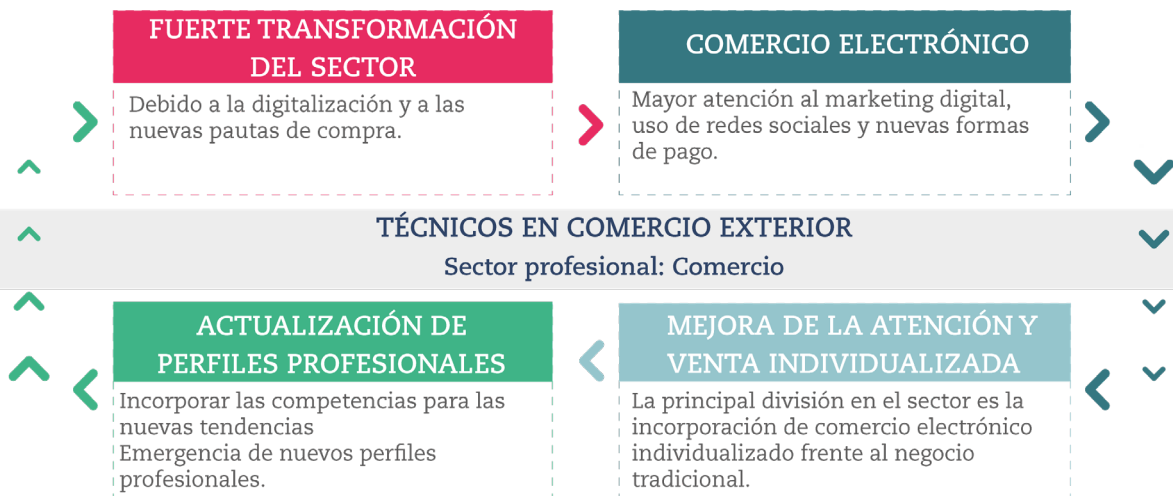 FUERTE TRANSFORMACIÓN
DEL SECTOR
Debido a la digitalización y a las
nuevas pautas de compra.
COMERCIO ELECTRÓNICO
Mayor atención al marketing digital,
uso de redes sociales y nuevas formas
de pago.
TÉCNICOS EN COMERCIO EXTERIOR
Sector profesional: Comercio
ACTUALIZACIÓN DE
PERFILES PROFESIONALES
Incorporar las competencias para las
nuevas tendencias
Emergencia de nuevos perfiles
profesionales.
MEJORA DE LA ATENCIÓN Y
VENTA INDIVIDUALIZADA
La principal división en el sector es la
incorporación de comercio electrónico
individualizado frente al negocio
tradicional.